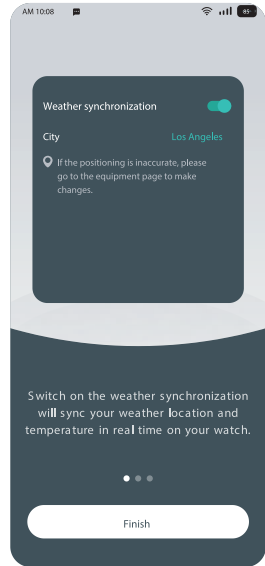 AM 10:08
85
Weather synchronization
City Los Angeles
If the positioning is inaccurate, please
go to the equipment page to make
changes.
Switch on the weather synchronization
will sync your weather location and
temperature in real time on your watch.
Finish